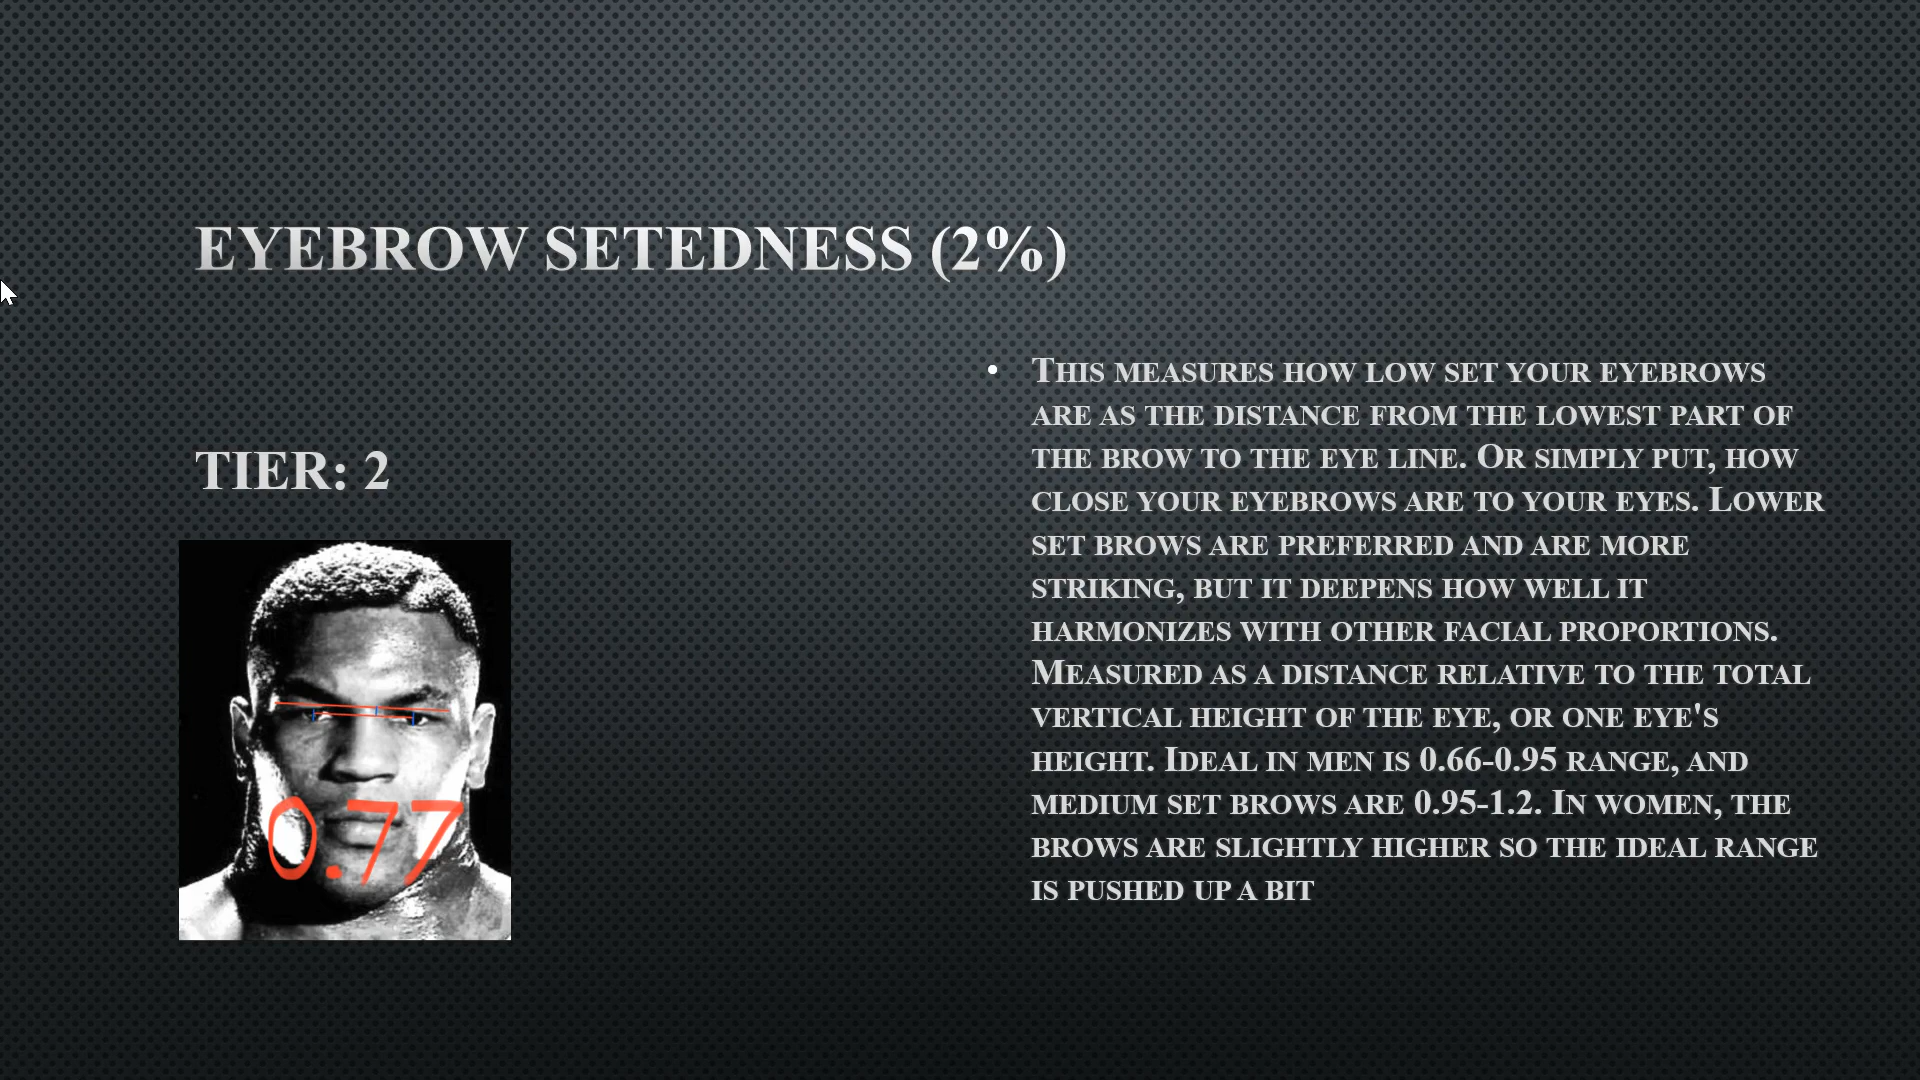 EYEBROW SETEDNESS (2%)
TIER: 2
0.77
• THIS MEASURES HOW LOW SET YOUR EYEBROWS
ARE AS THE DISTANCE FROM THE LOWEST PART OF
THE BROW TO THE EYE LINE. OR SIMPLY PUT, HOW
CLOSE YOUR EYEBROWS ARE TO YOUR EYES. LOWER
SET BROWS ARE PREFERRED AND ARE MORE
STRIKING, BUT IT DEEPENS HOW WELL IT
HARMONIZES WITH OTHER FACIAL PROPORTIONS.
MEASURED AS A DISTANCE RELATIVE TO THE TOTAL
VERTICAL HEIGHT OF THE EYE, OR ONE EYE'S
HEIGHT. IDEAL IN MEN IS 0.66-0.95 RANGE, AND
MEDIUM SET BROWS ARE 0.95-1.2. IN WOMEN, THE
BROWS ARE SLIGHTLY HIGHER SO THE IDEAL RANGE
IS PUSHED UP A BIT